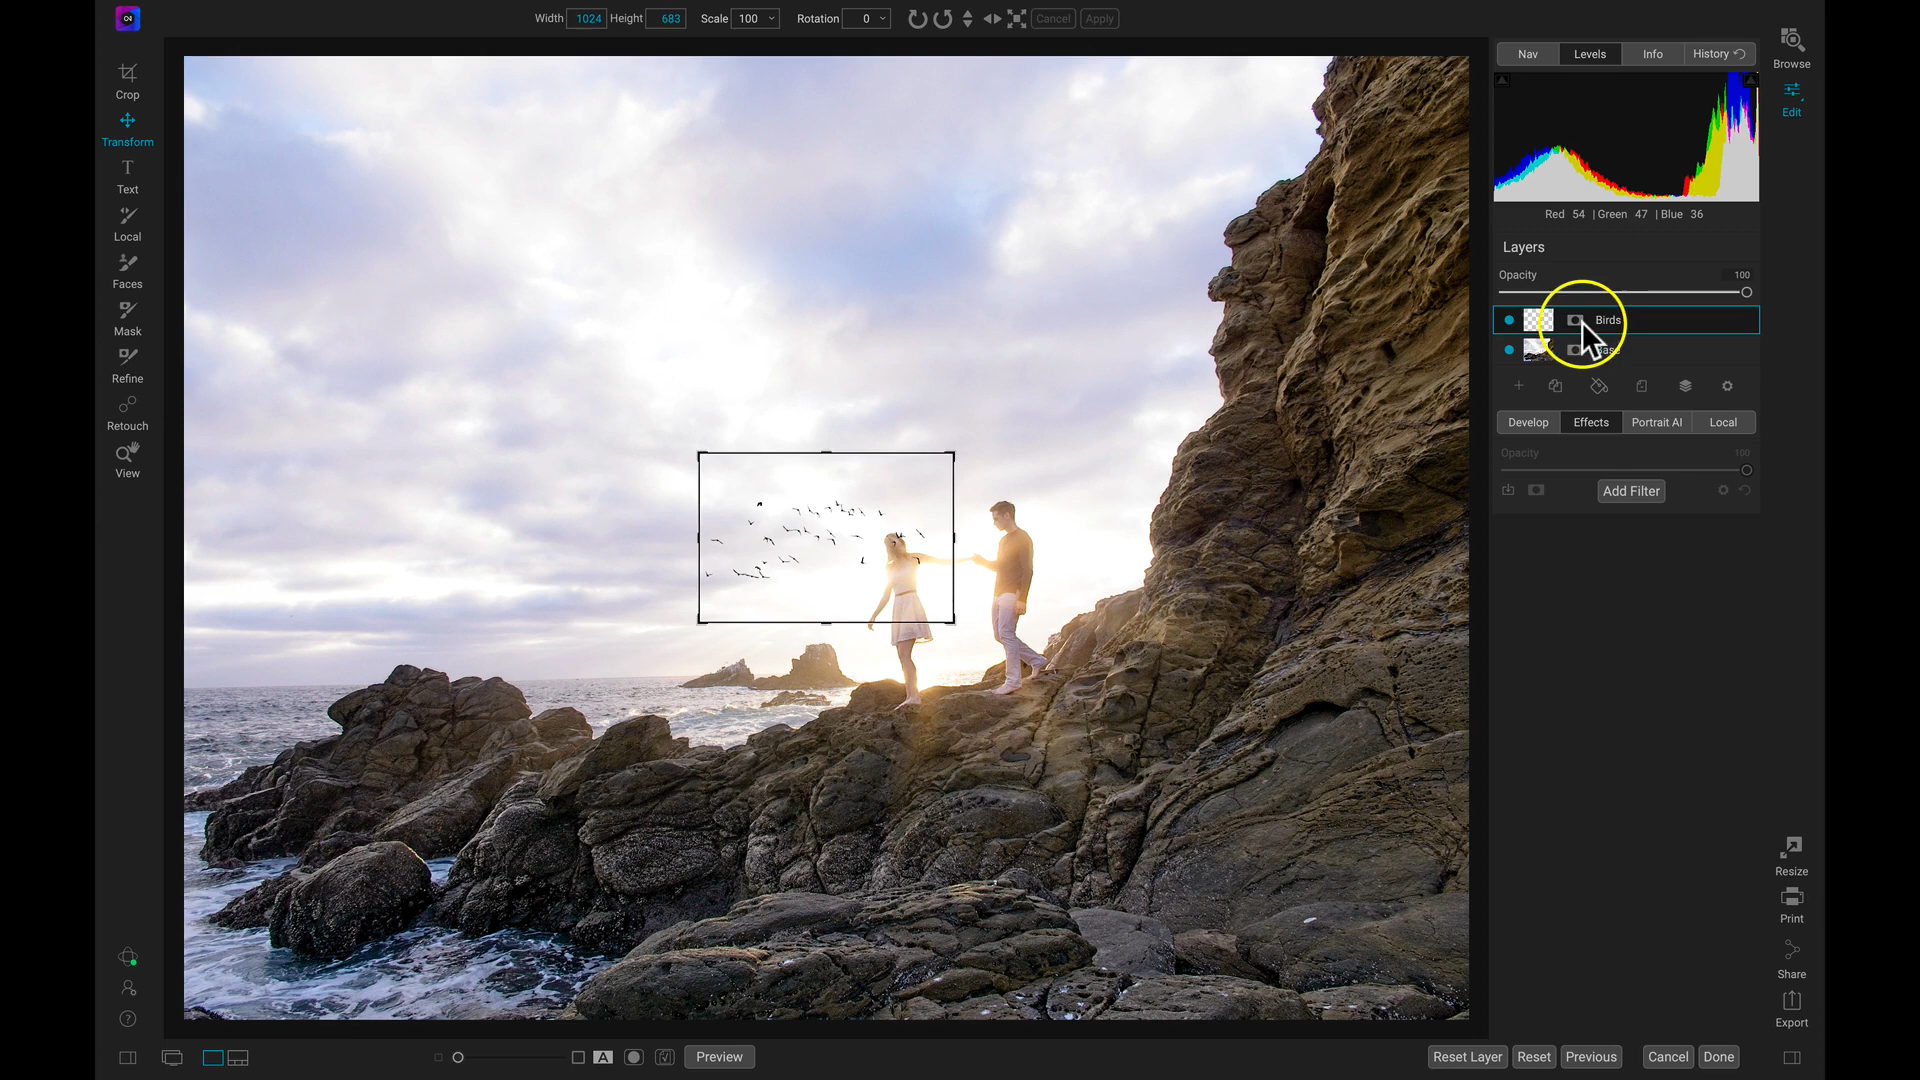 Width 1024 Height 683 Scale 100 Rotation 0 Cancel Apply
Crop
Transform
Text
Local
Faces
Mask
Refine
Retouch
View
Nav Levels Info History
Red 54 | Green 47 | Blue 36
Layers
Opacity 100
Birds
Base
Develop Effects Portrait AI Local
Opacity 100
Add Filter
Browse
Edit
Resize
Print
Share
Export
A Preview
Reset Layer Reset Previous Cancel Done